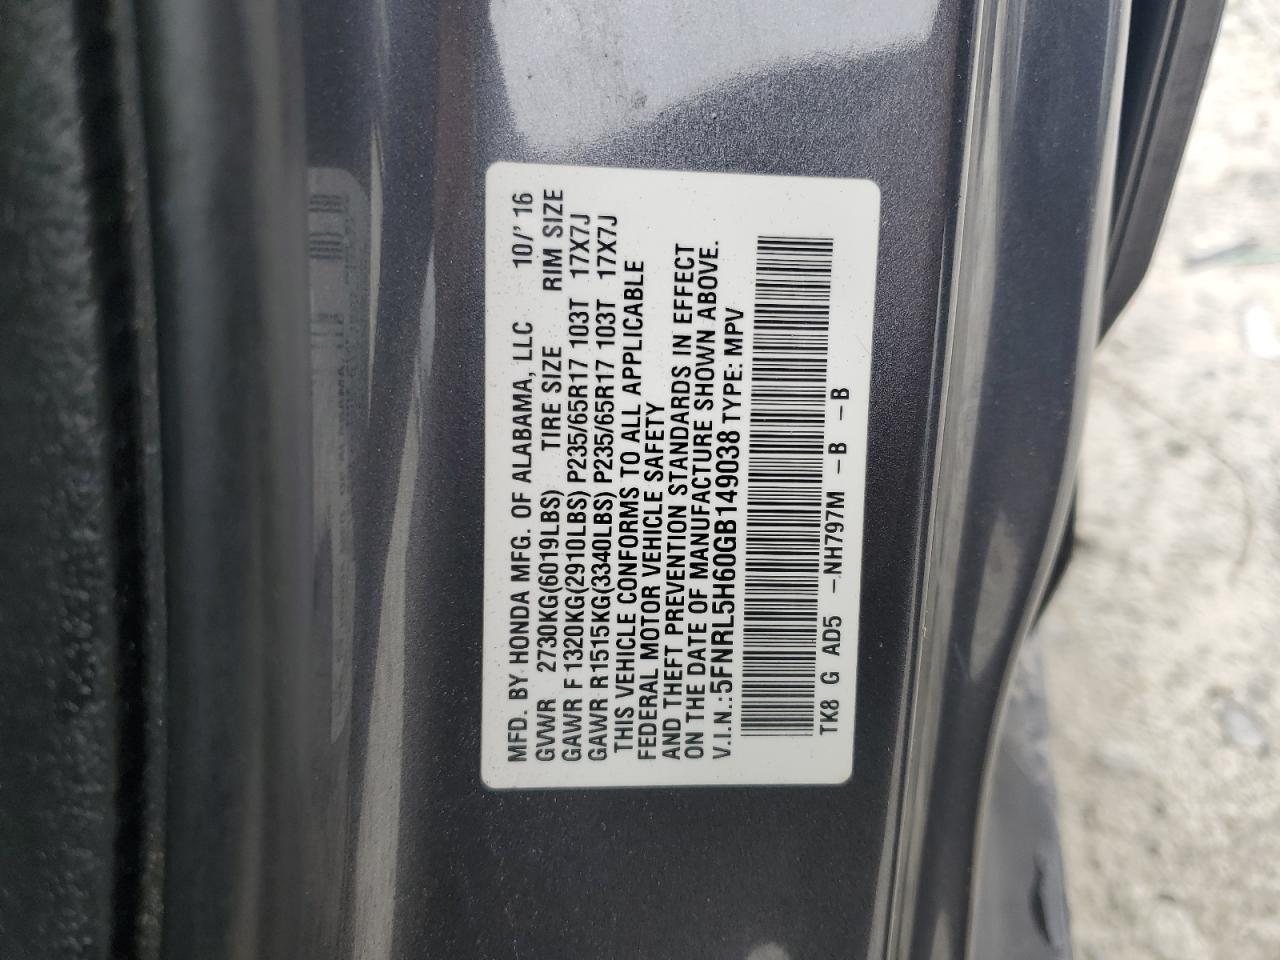 MFD. BY HONDA MFG. OF ALABAMA, LLC 10/'16
GVWR 2730KG(6019LBS) TIRE SIZE RIM SIZE
GAWR F 1320KG(2910LBS) P235/65R17 103T 17X7J
GAWR R1515KG(3340LBS) P235/65R17 103T 17X7J
THIS VEHICLE CONFORMS TO ALL APPLICABLE
FEDERAL MOTOR VEHICLE SAFETY
AND THEFT PREVENTION STANDARDS IN EFFECT
ON THE DATE OF MANUFACTURE SHOWN ABOVE.
V.I.N.:5FNRL5H60GB149038 TYPE:MPV
TK8 G AD5 -NH797M -B -B